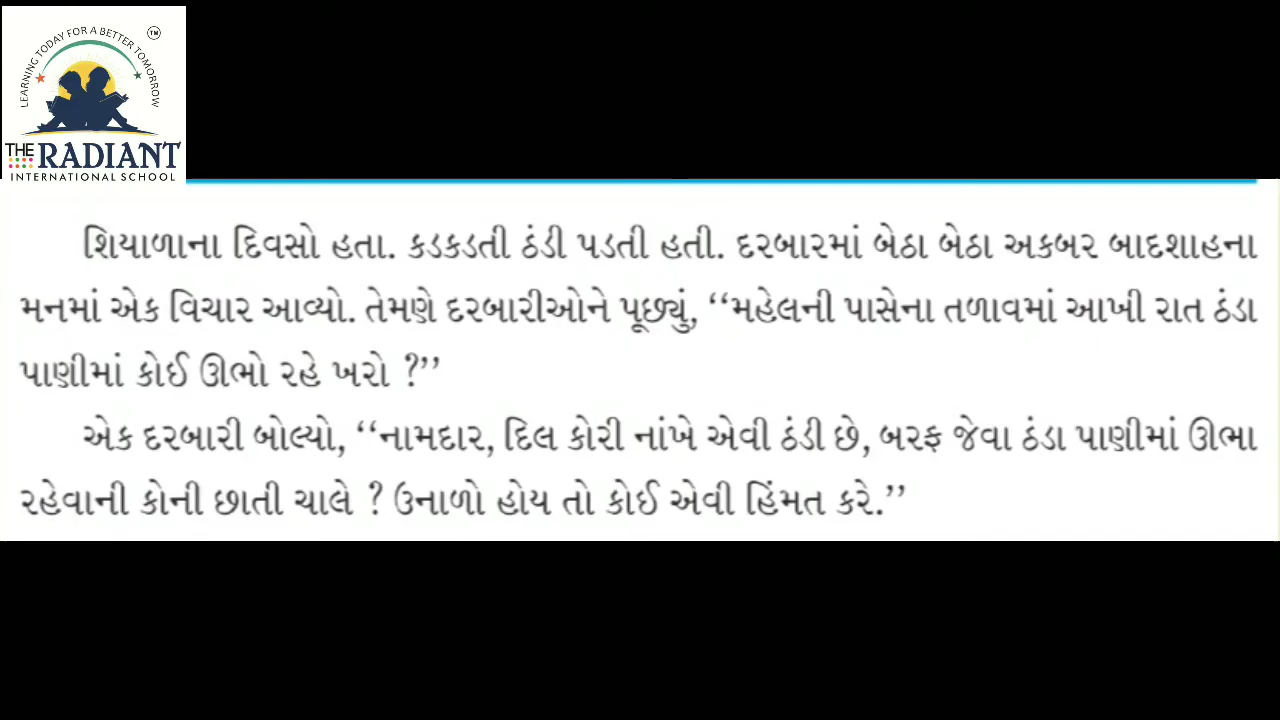 LEARNING TODAY FOR A BETTER TOMORROW
TM
THE RADIANT
INTERNATIONAL SCHOOL
શિયાળાના દિવસો હતા. કડકડતી ઠંડી પડતી હતી. દરબારમાં બેઠા બેઠા અકબર બાદશાહના
મનમાં એક વિચાર આવ્યો. તેમણે દરબારીઓને પૂછ્યું, ‘‘મહેલની પાસેના તળાવમાં આખી રાત ઠંડા
પાણીમાં કોઈ ઊભો રહે ખરો ?’’
એક દરબારી બોલ્યો, ‘‘નામદાર, દિલ કોરી નાંખે એવી ઠંડી છે, બરફ જેવા ઠંડા પાણીમાં ઊભા
રહેવાની કોની છાતી ચાલે ? ઉનાળો હોય તો કોઈ એવી હિંમત કરે.’’